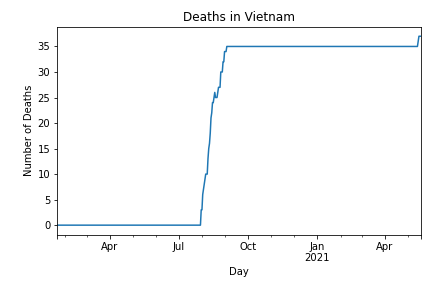 Deaths in Vietnam
Number of Deaths
35
30
25
20
15
10
5
0
Apr
Jul
Oct
Jan
2021
Apr
Day